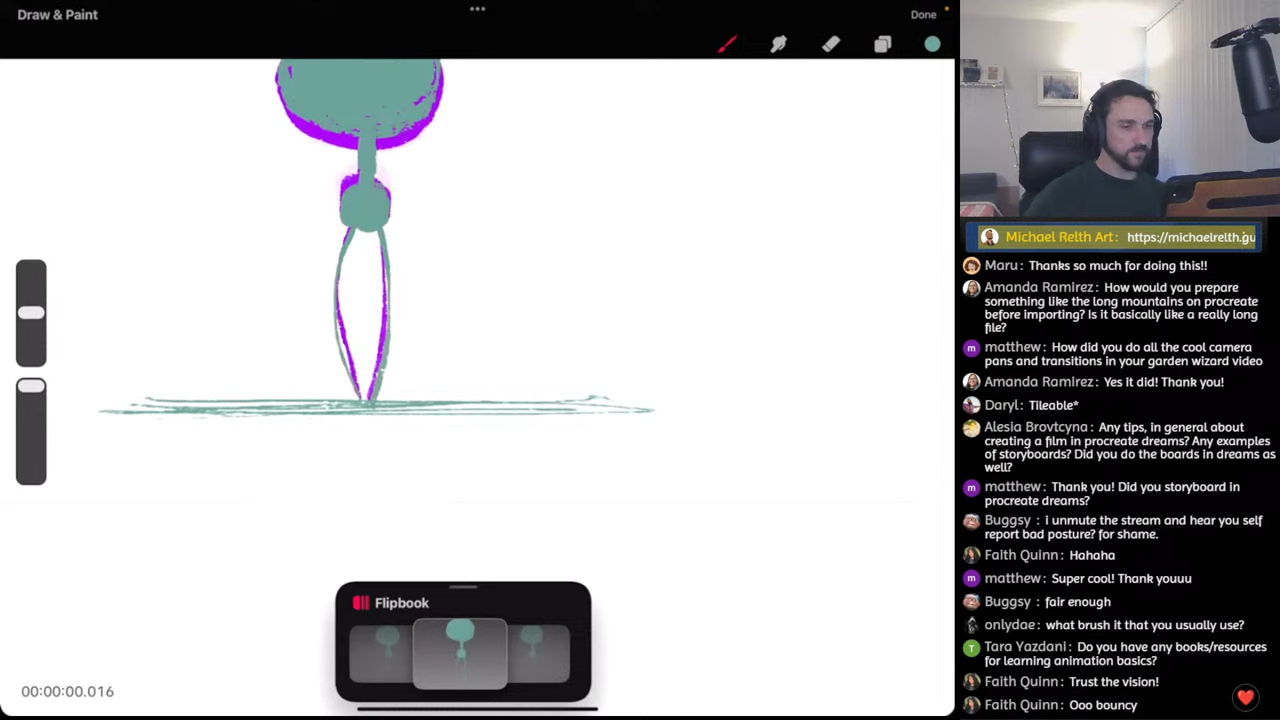 Draw & Paint
Done
Flipbook
00:00:00.016
Michael Relth Art: https://michaelrelth.gu
Maru: Thanks so much for doing this!!
Amanda Ramirez: How would you prepare
something like the long mountains on procreate
before importing? Is it basically like a really long
file?
matthew: How did you do all the cool camera
pans and transitions in your garden wizard video
Amanda Ramirez: Yes it did! Thank you!
Daryl: Tileable*
Alesia Brovtcyna: Any tips, in general about
creating a film in procreate dreams? Any examples
of storyboards? Did you do the boards in dreams as
well?
matthew: Thank you! Did you storyboard in
procreate dreams?
Buggsy : i unmute the stream and hear you self
report bad posture? for shame.
Faith Quinn: Hahaha
m matthew: Super cool! Thank youuu
Buggsy : fair enough
onlydae: what brush it that you usually use?
T Tara Yazdani: Do you have any books/resources
for learning animation basics?
Faith Quinn: Trust the vision!
Faith Quinn: Ooo bouncy